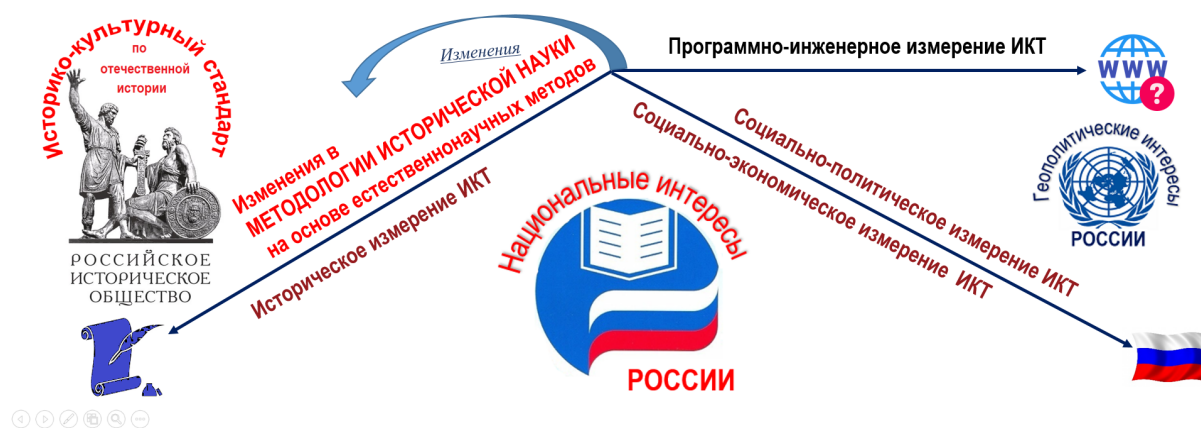 Историко-культурный стандарт
по
отечественной
истории
РОССИЙСКОЕ
ИСТОРИЧЕСКОЕ
ОБЩЕСТВО
Изменения
Изменения в
МЕТОДОЛОГИИ ИСТОРИЧЕСКОЙ НАУКИ
на основе естественнонаучных методов
Историческое измерение ИКТ
Национальные интересы
РОССИИ
Программно-инженерное измерение ИКТ
WWW
?
Социально-политическое измерение ИКТ
Социально-экономическое измерение ИКТ
Геополитические интересы
РОССИИ